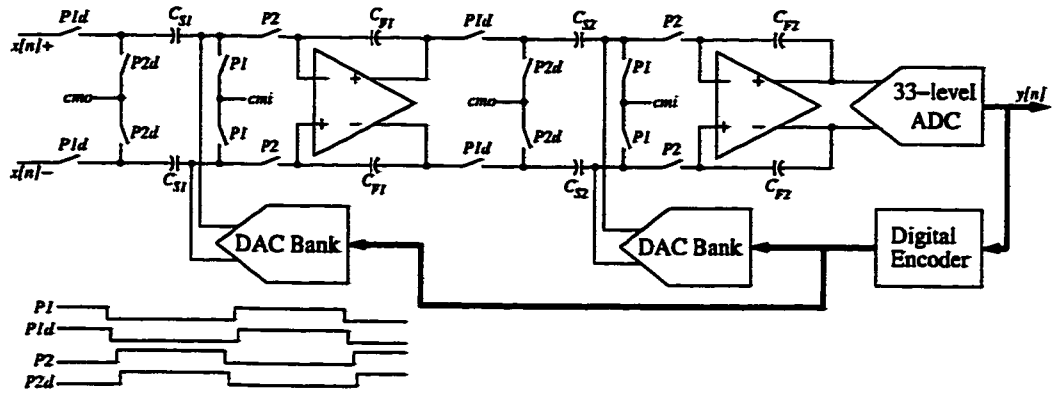 P1d C_S1 P2 C_F1 P1d C_S2 P2 C_F2
x[n]+
P2d P1 P2d P1
cmo cmi cmo cmi
− + − +
33-level
ADC
y[n]
P2d P1 P2d P1
+ − + −
x[n]− P1d C_S1 P2 C_F1 P1d C_S2 P2 C_F2
DAC Bank DAC Bank
Digital
Encoder
P1
P1d
P2
P2d